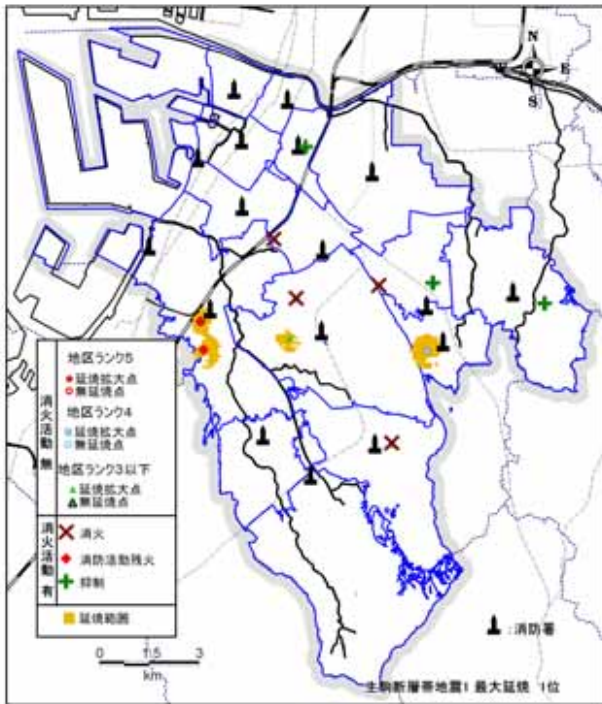 N
E
S
消火活動 無
地区ランク5
延焼拡大点
無延焼点
地区ランク4
延焼拡大点
無延焼点
地区ランク3以下
延焼拡大点
無延焼点
消火活動 有
消火
消防活動残火
抑制
延焼範囲
0 1.5 3
km
:消防署
生駒断層帯地震1 最大延焼 1位